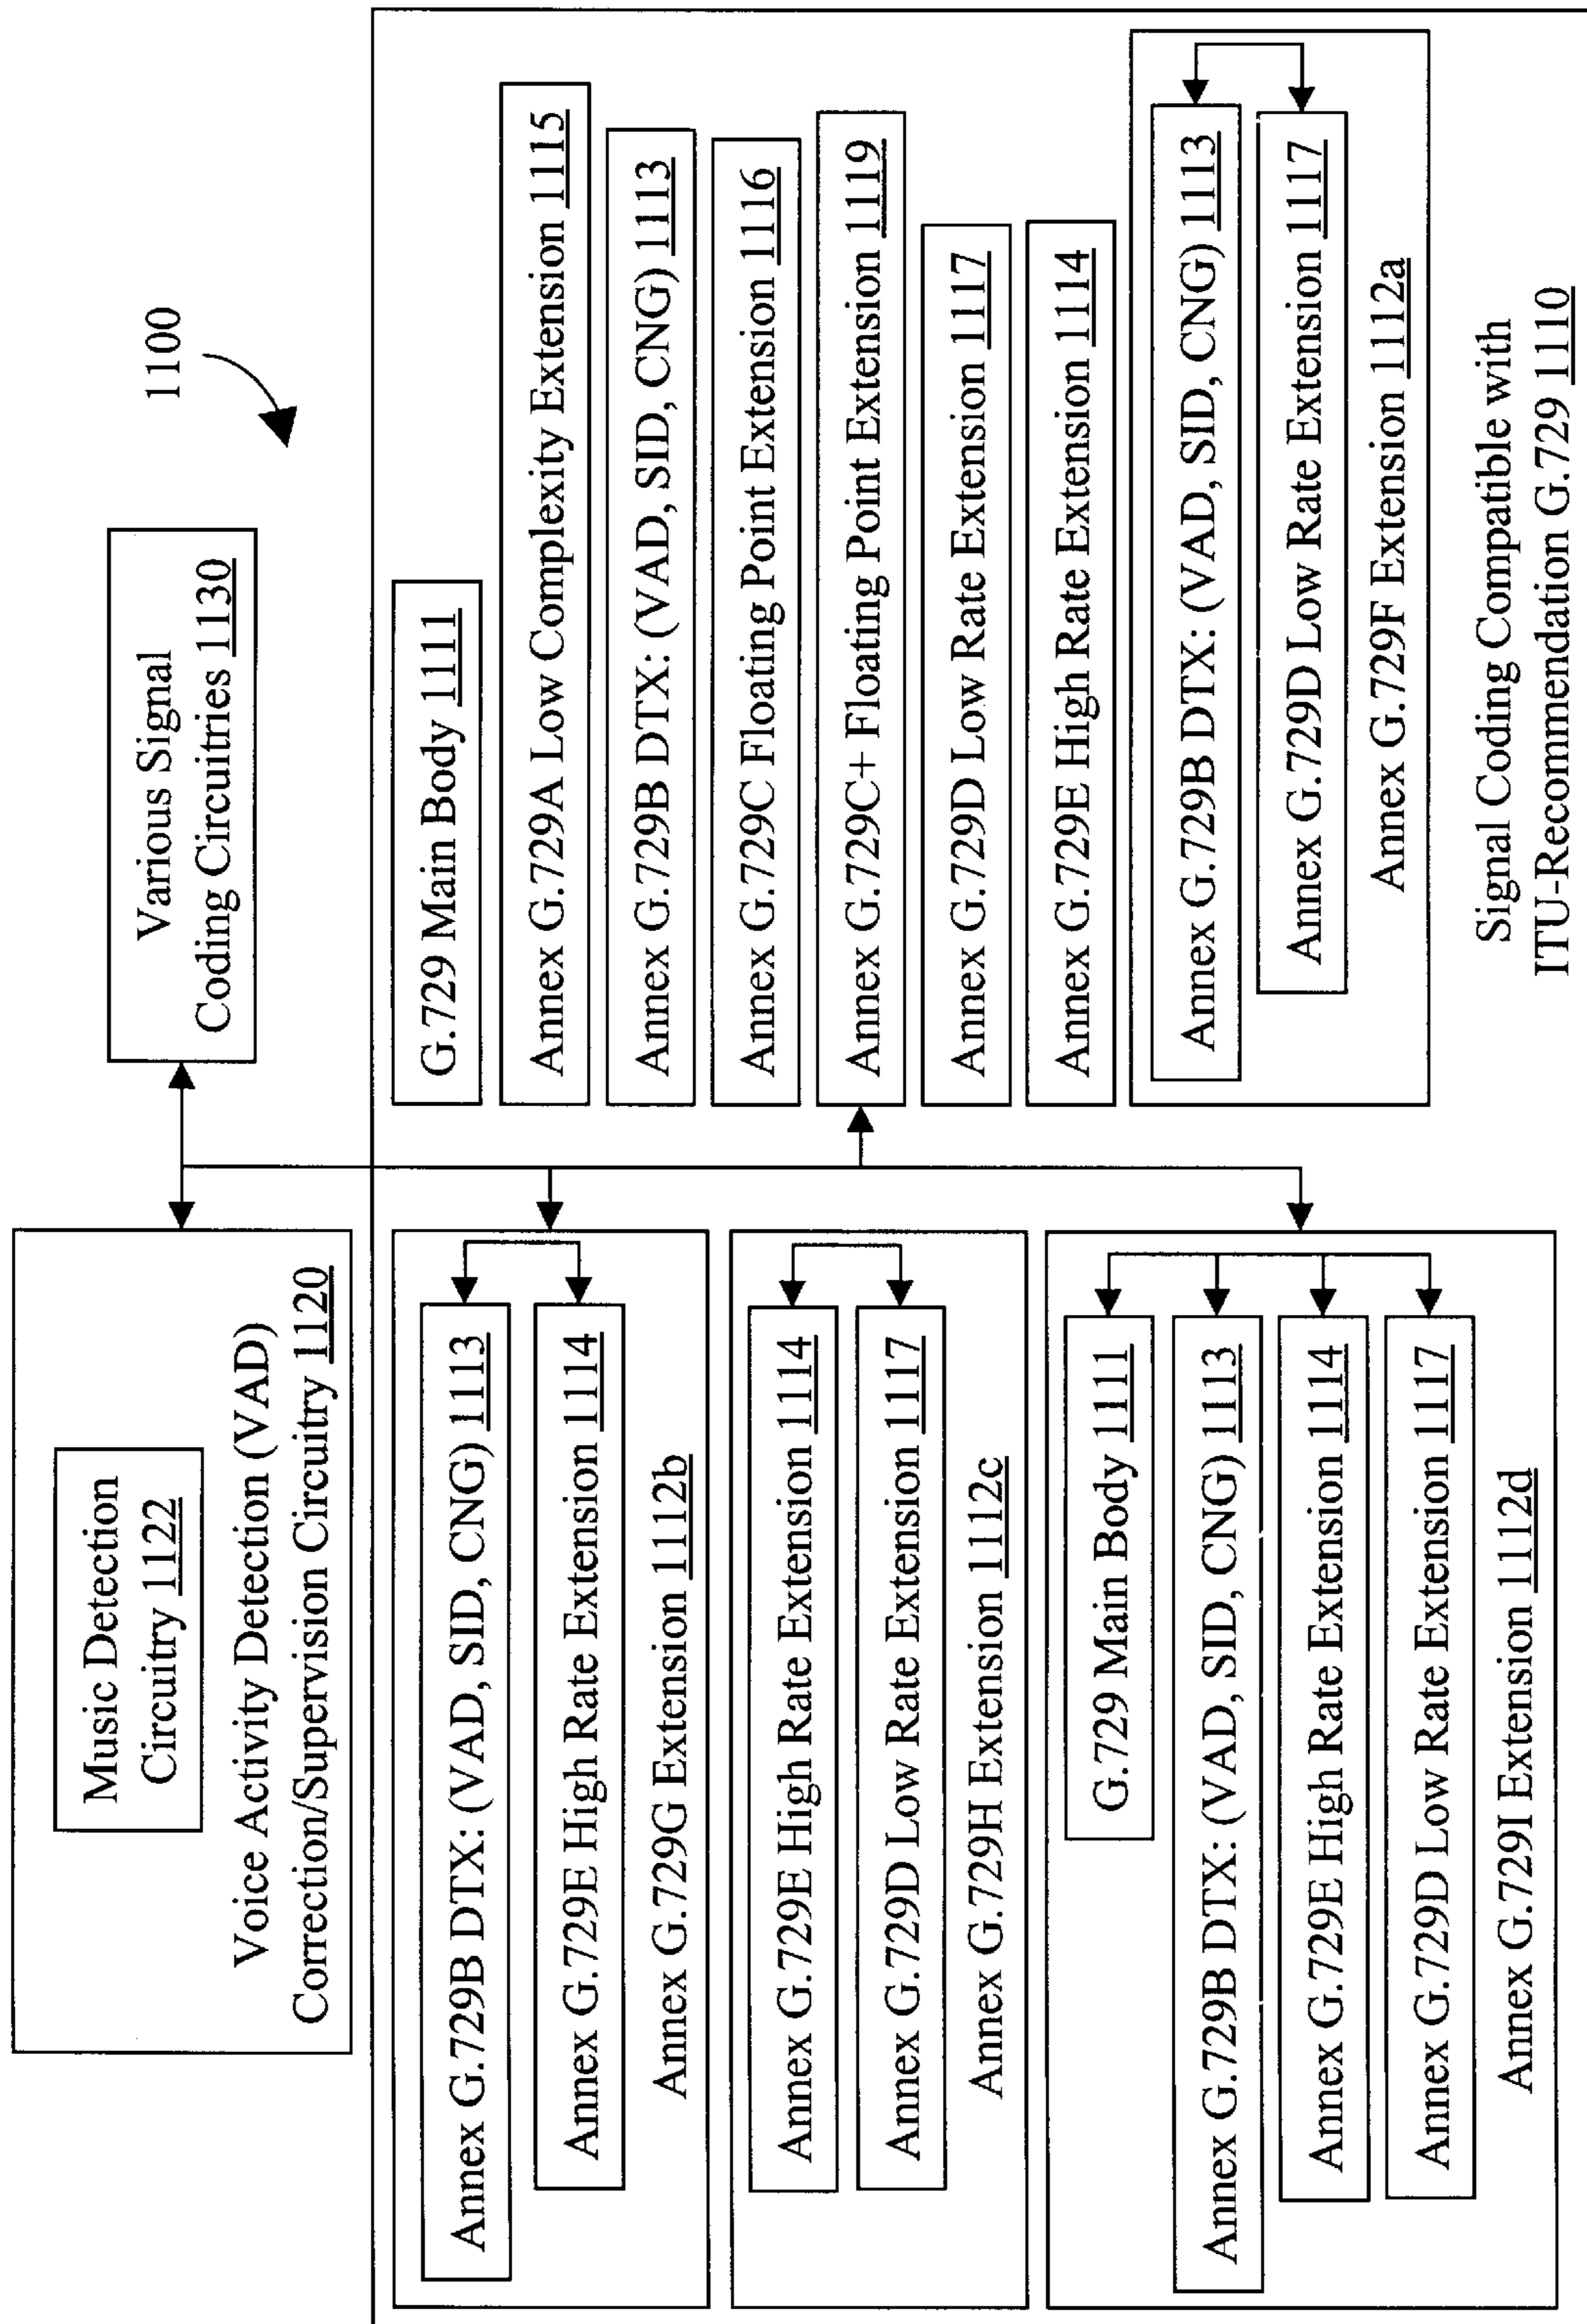 1100
Music Detection
Circuitry 1122
Voice Activity Detection (VAD)
Correction/Supervision Circuitry 1120
Various Signal
Coding Circuitries 1130
Annex G.729B DTX: (VAD, SID, CNG) 1113
Annex G.729E High Rate Extension 1114
Annex G.729G Extension 1112b
Annex G.729E High Rate Extension 1114
Annex G.729D Low Rate Extension 1117
Annex G.729H Extension 1112c
G.729 Main Body 1111
Annex G.729B DTX: (VAD, SID, CNG) 1113
Annex G.729E High Rate Extension 1114
Annex G.729D Low Rate Extension 1117
Annex G.729I Extension 1112d
G.729 Main Body 1111
Annex G.729A Low Complexity Extension 1115
Annex G.729B DTX: (VAD, SID, CNG) 1113
Annex G.729C Floating Point Extension 1116
Annex G.729C+ Floating Point Extension 1119
Annex G.729D Low Rate Extension 1117
Annex G.729E High Rate Extension 1114
Annex G.729B DTX: (VAD, SID, CNG) 1113
Annex G.729D Low Rate Extension 1117
Annex G.729F Extension 1112a
Signal Coding Compatible with
ITU-Recommendation G.729 1110